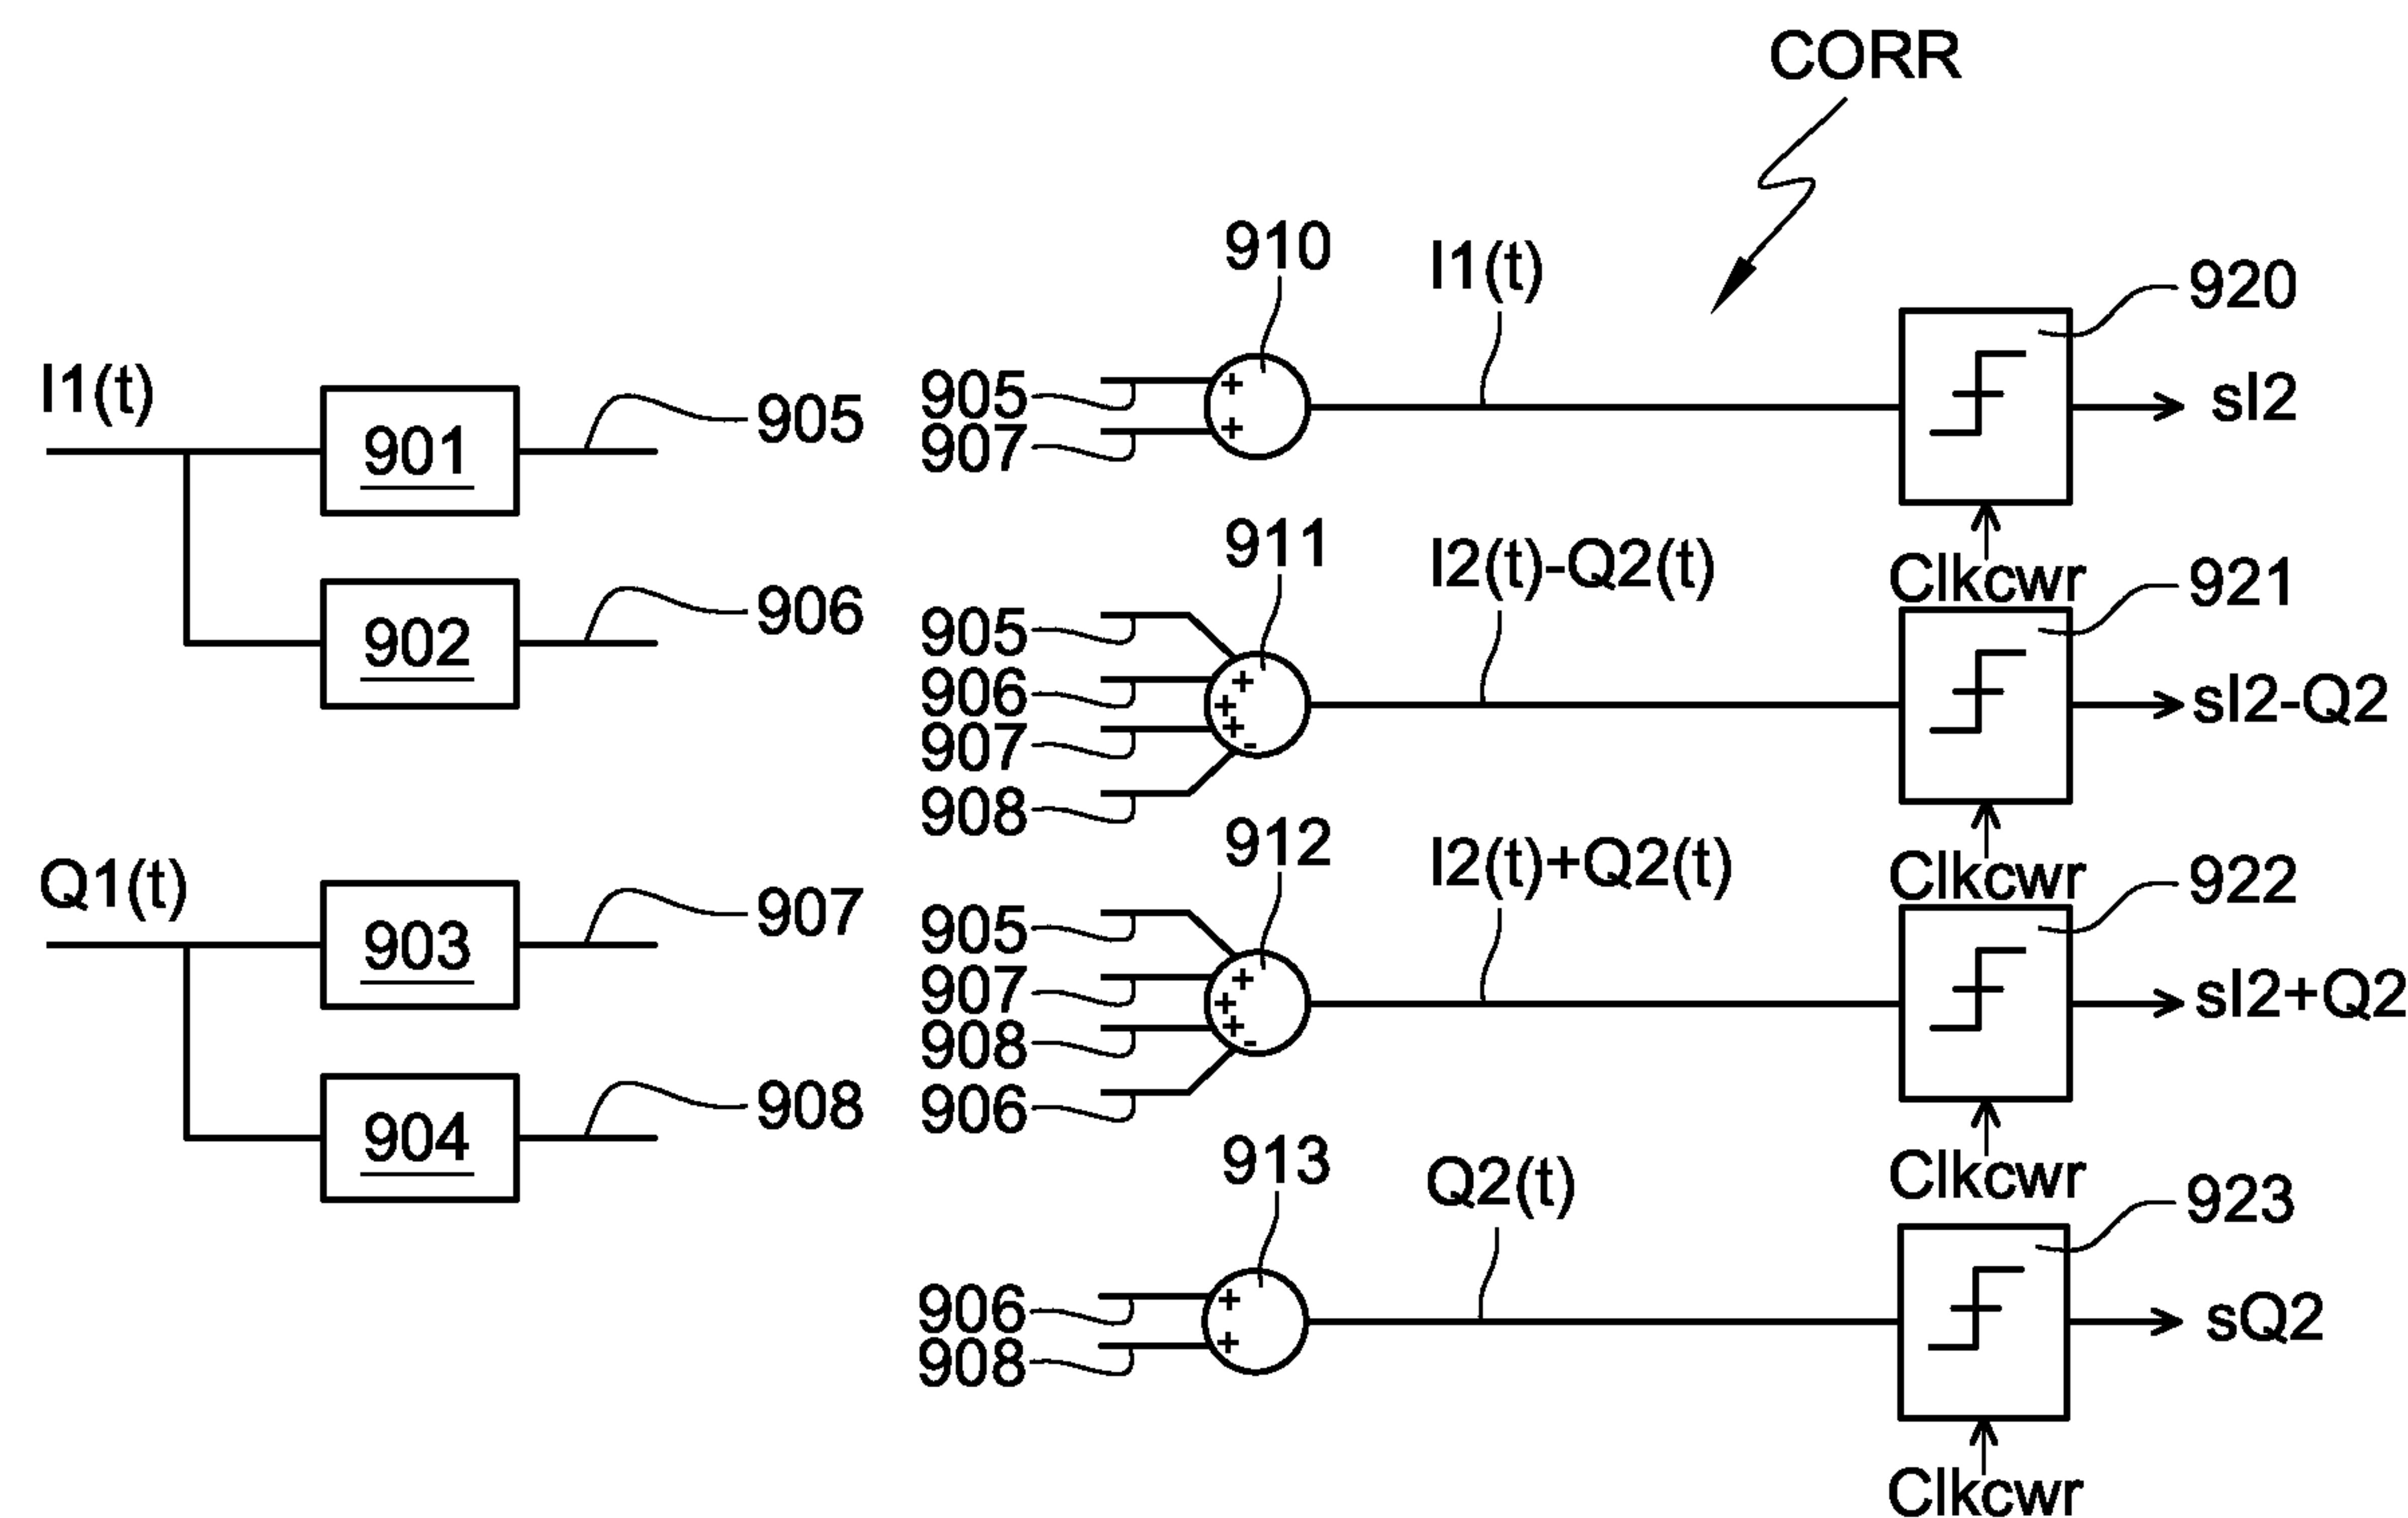 CORR
I1(t)
901
905
902
906
Q1(t)
903
907
904
908
910
I1(t)
920
905
907
+
+
sI2
Clkcwr
911
I2(t)-Q2(t)
921
905
906
907
908
+
+
+
-
sI2-Q2
Clkcwr
912
I2(t)+Q2(t)
922
905
907
908
906
+
+
+
-
sI2+Q2
Clkcwr
913
Q2(t)
923
906
908
+
+
sQ2
Clkcwr